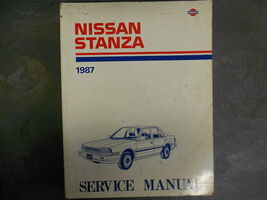 NISSAN
STANZA
1987
SERVICE MANUAL